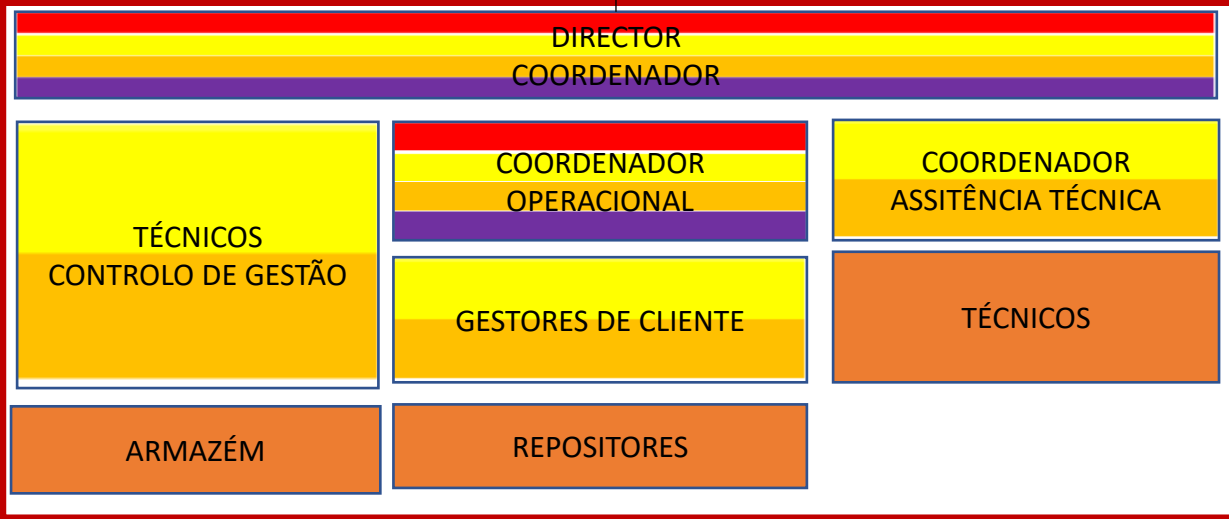 DIRECTOR
COORDENADOR
TÉCNICOS
CONTROLO DE GESTÃO
COORDENADOR
OPERACIONAL
COORDENADOR
ASSITÊNCIA TÉCNICA
GESTORES DE CLIENTE
TÉCNICOS
ARMAZÉM
REPOSITORES